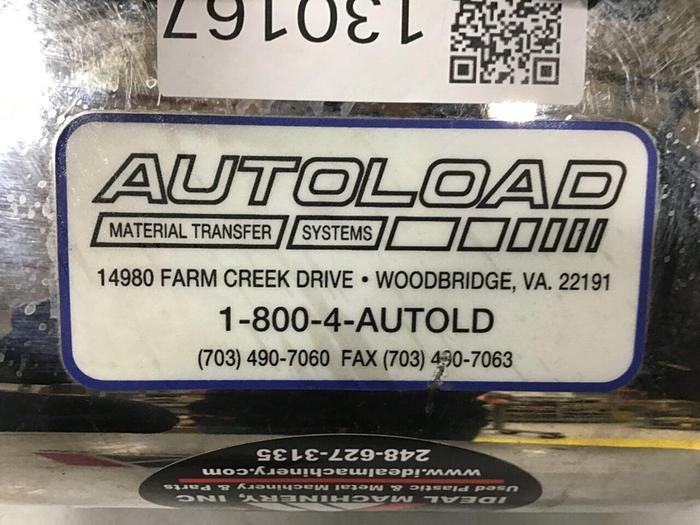 130167
AUTOLOAD
MATERIAL TRANSFER SYSTEMS
14980 FARM CREEK DRIVE • WOODBRIDGE, VA. 22191
1-800-4-AUTOLD
(703) 490-7060 FAX (703) 490-7063
IDEAL MACHINERY, INC
Used Plastic & Metal Machinery & Parts
www.idealmachinery.com
248-627-3135